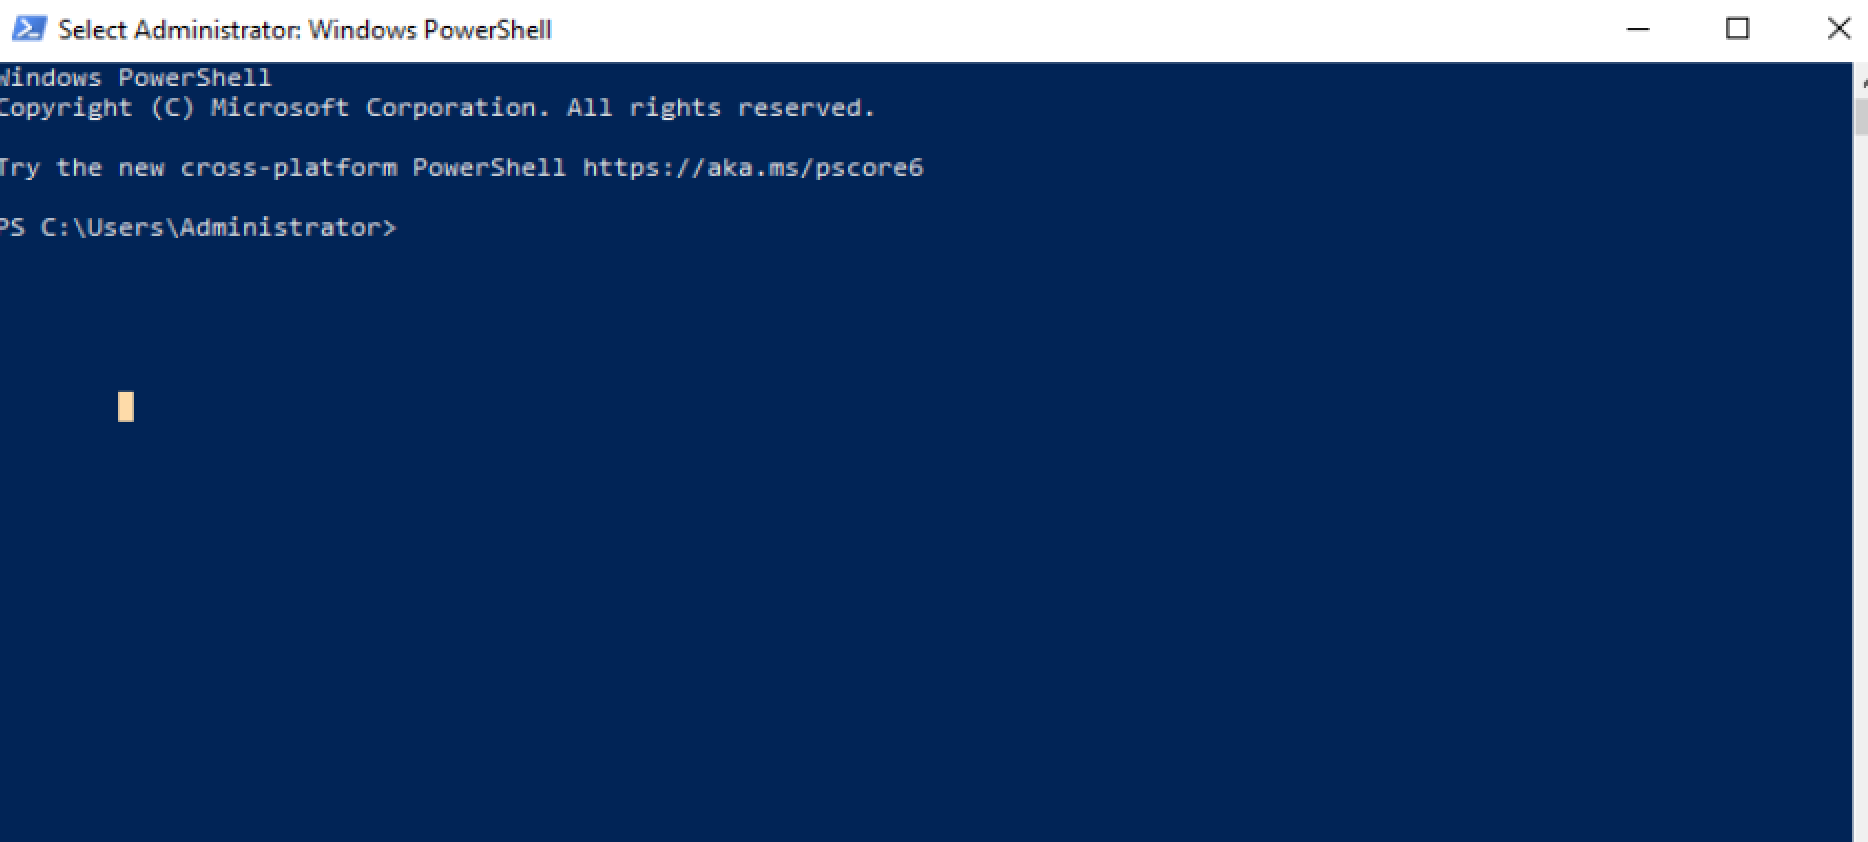 Select Administrator: Windows PowerShell
Windows PowerShell
Copyright (C) Microsoft Corporation. All rights reserved.
Try the new cross-platform PowerShell https://aka.ms/pscore6
PS C:\Users\Administrator>